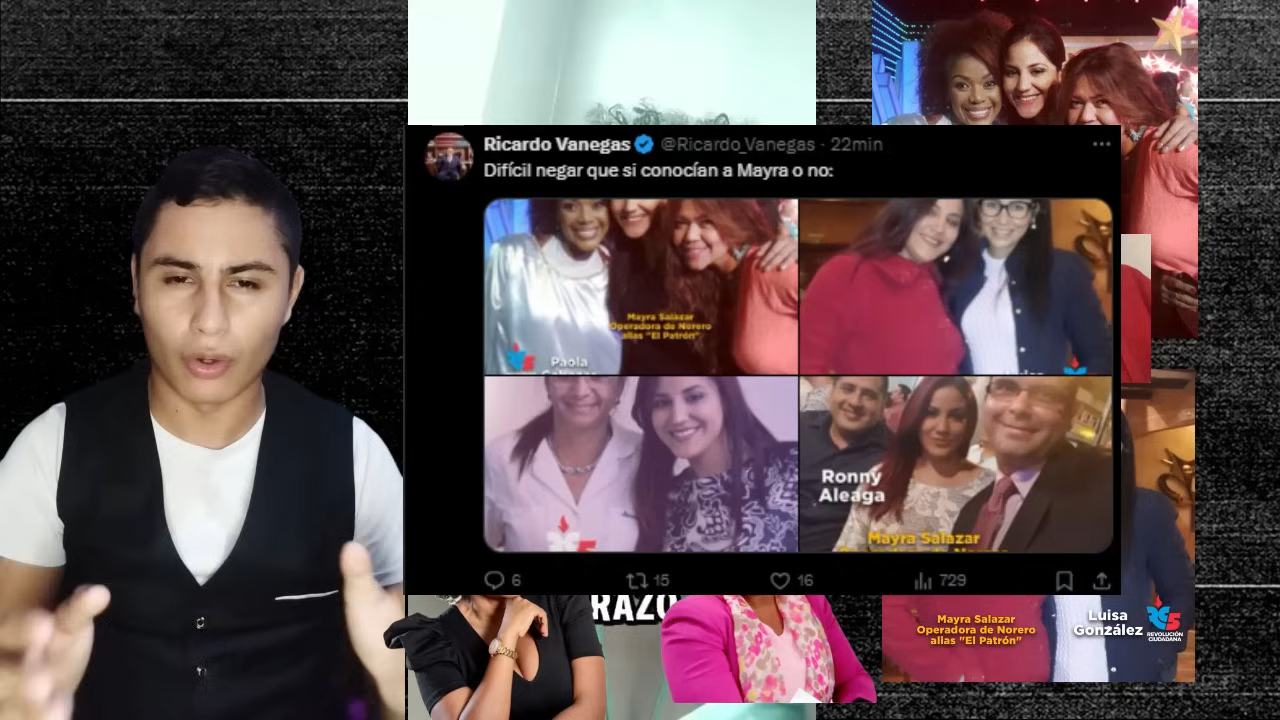 Ricardo Vanegas @Ricardo_Vanegas · 22min
Difícil negar que si conocían a Mayra o no:
Mayra Salazar
Operadora de Norero
alias "El Patrón"
Paola
Ronny
Aleaga
Mayra Salazar
6 15 16 729
RAZO
Mayra Salazar
Operadora de Norero
alias "El Patrón"
Luisa
González
REVOLUCIÓN
CIUDADANA